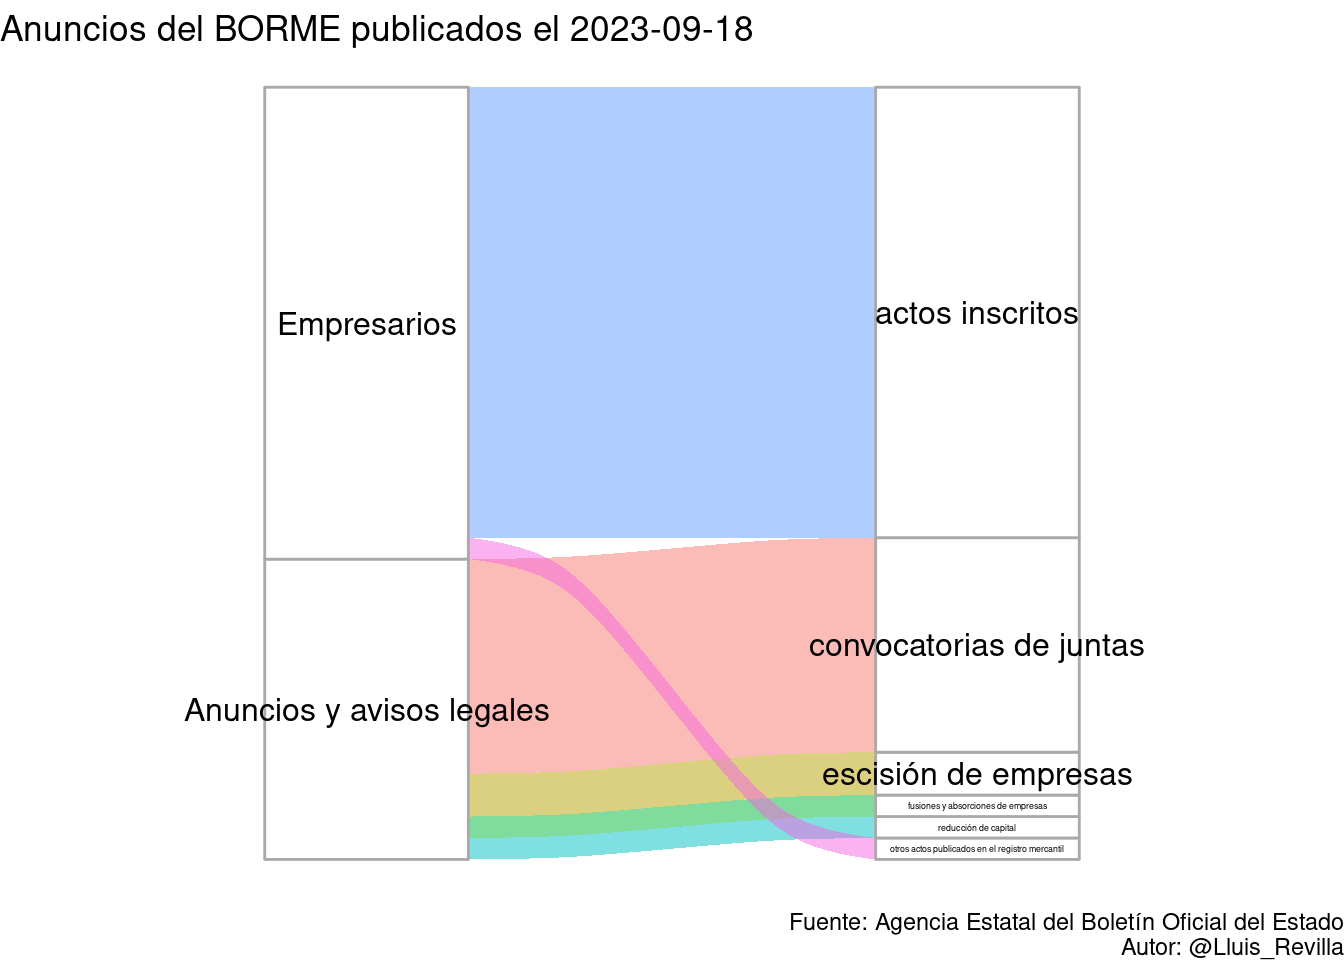 Anuncios del BORME publicados el 2023-09-18
Empresarios
actos inscritos
convocatorias de juntas
Anuncios y avisos legales
escisión de empresas
fusiones y absorciones de empresas
reducción de capital
otros actos publicados en el registro mercantil
Fuente: Agencia Estatal del Boletín Oficial del Estado
Autor: @Lluis_Revilla